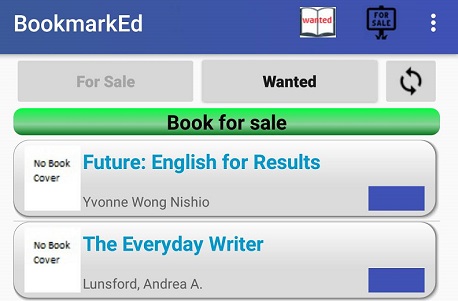 BookmarkEd
wanted
FOR
SALE
For Sale
Wanted
Book for sale
No Book
Cover
Future: English for Results
Yvonne Wong Nishio
No Book
Cover
The Everyday Writer
Lunsford, Andrea A.